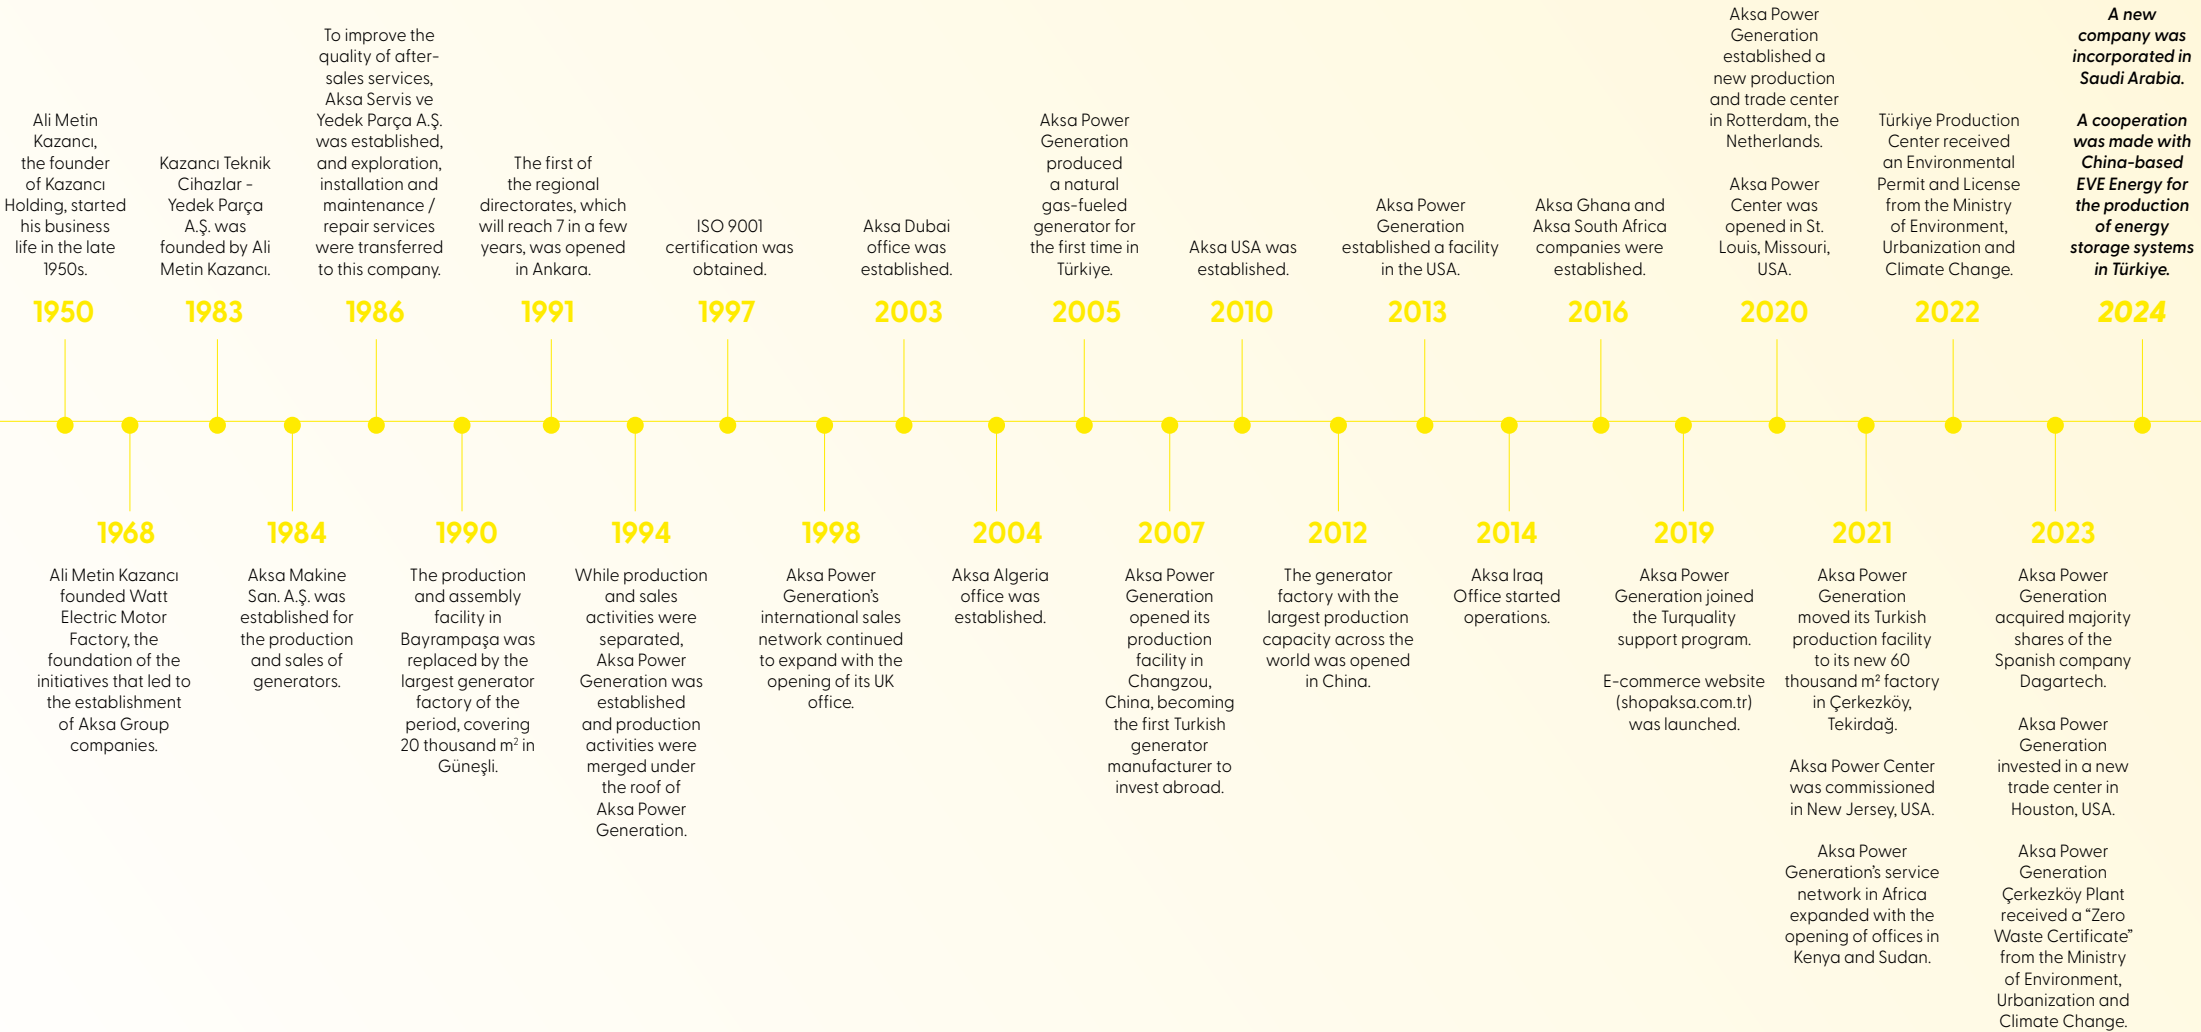 Ali Metin
Kazancı,
the founder
of Kazancı
Holding, started
his business
life in the late
1950s.
1950
Kazancı Teknik
Cihazlar -
Yedek Parça
A.Ş. was
founded by Ali
Metin Kazancı.
1983
To improve the
quality of after-
sales services,
Aksa Servis ve
Yedek Parça A.Ş.
was established,
and exploration,
installation and
maintenance /
repair services
were transferred
to this company.
1986
The first of
the regional
directorates, which
will reach 7 in a few
years, was opened
in Ankara.
1991
ISO 9001
certification was
obtained.
1997
Aksa Dubai
office was
established.
2003
Aksa Power
Generation
produced
a natural
gas-fueled
generator for
the first time in
Türkiye.
2005
Aksa USA was
established.
2010
Aksa Power
Generation
established a facility
in the USA.
2013
Aksa Ghana and
Aksa South Africa
companies were
established.
2016
Aksa Power
Generation
established a
new production
and trade center
in Rotterdam, the
Netherlands.
Aksa Power
Center was
opened in St.
Louis, Missouri,
USA.
2020
Türkiye Production
Center received
an Environmental
Permit and License
from the Ministry
of Environment,
Urbanization and
Climate Change.
2022
A new
company was
incorporated in
Saudi Arabia.
A cooperation
was made with
China-based
EVE Energy for
the production
of energy
storage systems
in Türkiye.
2024
1968
Ali Metin Kazancı
founded Watt
Electric Motor
Factory, the
foundation of the
initiatives that led to
the establishment
of Aksa Group
companies.
1984
Aksa Makine
San. A.Ş. was
established for
the production
and sales of
generators.
1990
The production
and assembly
facility in
Bayrampaşa was
replaced by the
largest generator
factory of the
period, covering
20 thousand m² in
Güneşli.
1994
While production
and sales
activities were
separated,
Aksa Power
Generation was
established
and production
activities were
merged under
the roof of
Aksa Power
Generation.
1998
Aksa Power
Generation's
international sales
network continued
to expand with the
opening of its UK
office.
2004
Aksa Algeria
office was
established.
2007
Aksa Power
Generation
opened its
production
facility in
Changzou,
China, becoming
the first Turkish
generator
manufacturer to
invest abroad.
2012
The generator
factory with the
largest production
capacity across the
world was opened
in China.
2014
Aksa Iraq
Office started
operations.
2019
Aksa Power
Generation joined
the Turquality
support program.
E-commerce website
(shopaksa.com.tr)
was launched.
2021
Aksa Power
Generation
moved its Turkish
production facility
to its new 60
thousand m² factory
in Çerkezköy,
Tekirdağ.
Aksa Power Center
was commissioned
in New Jersey, USA.
Aksa Power
Generation's service
network in Africa
expanded with the
opening of offices in
Kenya and Sudan.
2023
Aksa Power
Generation
acquired majority
shares of the
Spanish company
Dagartech.
Aksa Power
Generation
invested in a new
trade center in
Houston, USA.
Aksa Power
Generation
Çerkezköy Plant
received a “Zero
Waste Certificate”
from the Ministry
of Environment,
Urbanization and
Climate Change.